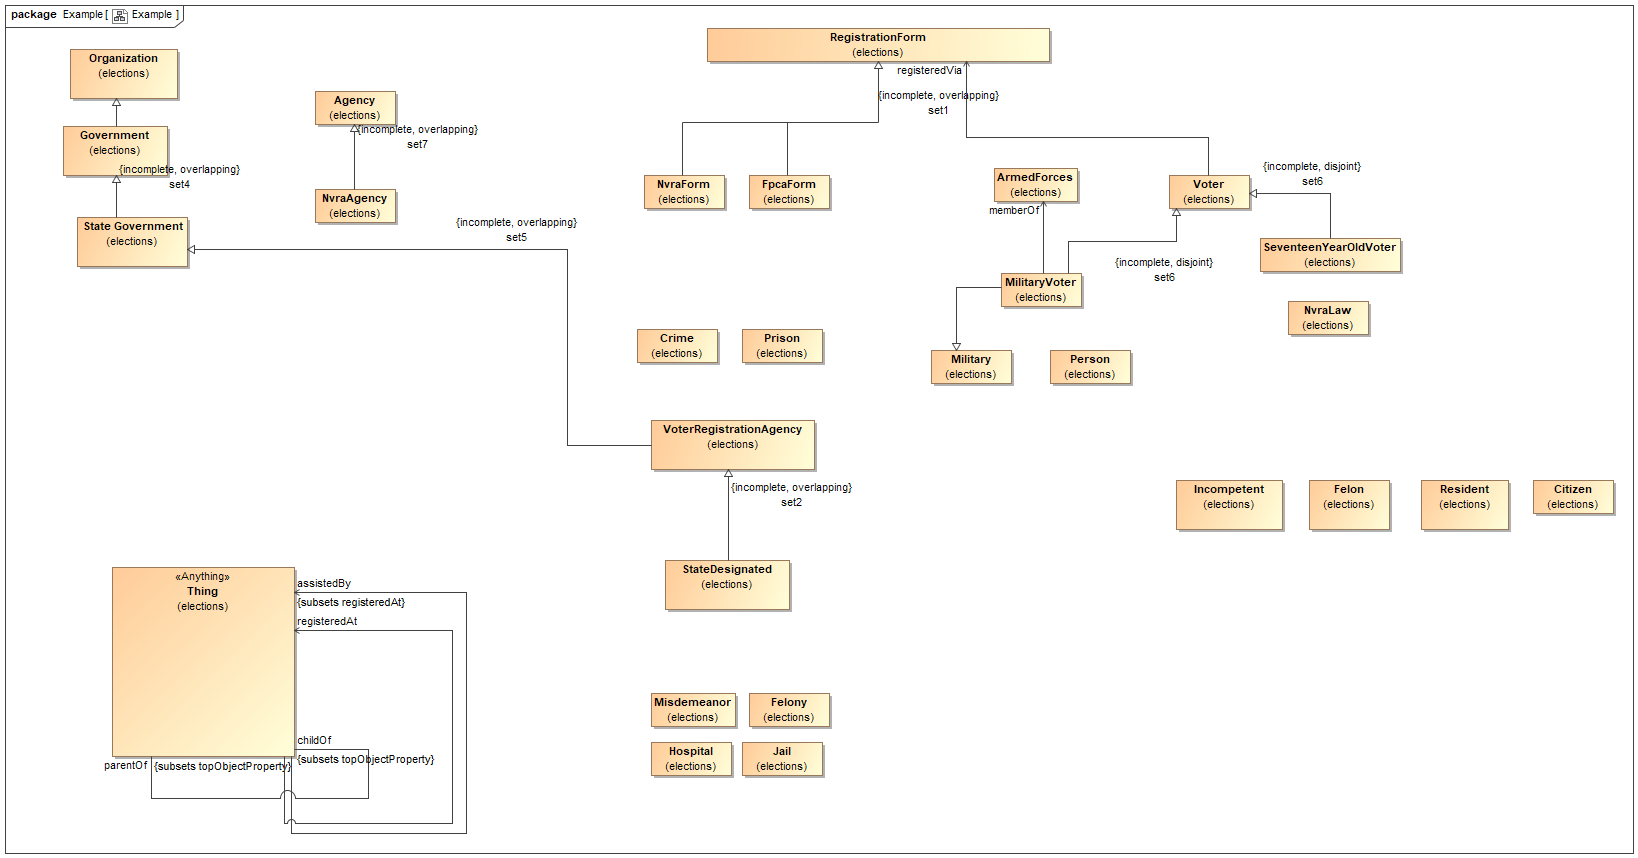 package Example [ Example ]
Organization
(elections)
Government
(elections)
{incomplete, overlapping}
set4
State Government
(elections)
Agency
(elections)
{incomplete, overlapping}
set7
NvraAgency
(elections)
{incomplete, overlapping}
set5
RegistrationForm
(elections)
registeredVia
{incomplete, overlapping}
set1
NvraForm
(elections)
FpcaForm
(elections)
ArmedForces
(elections)
memberOf
Voter
(elections)
{incomplete, disjoint}
set6
SeventeenYearOldVoter
(elections)
{incomplete, disjoint}
set6
MilitaryVoter
(elections)
NvraLaw
(elections)
Crime
(elections)
Prison
(elections)
Military
(elections)
Person
(elections)
VoterRegistrationAgency
(elections)
{incomplete, overlapping}
set2
StateDesignated
(elections)
Incompetent
(elections)
Felon
(elections)
Resident
(elections)
Citizen
(elections)
«Anything»
Thing
(elections)
assistedBy
{subsets registeredAt}
registeredAt
childOf
{subsets topObjectProperty}
parentOf
{subsets topObjectProperty}
Misdemeanor
(elections)
Felony
(elections)
Hospital
(elections)
Jail
(elections)